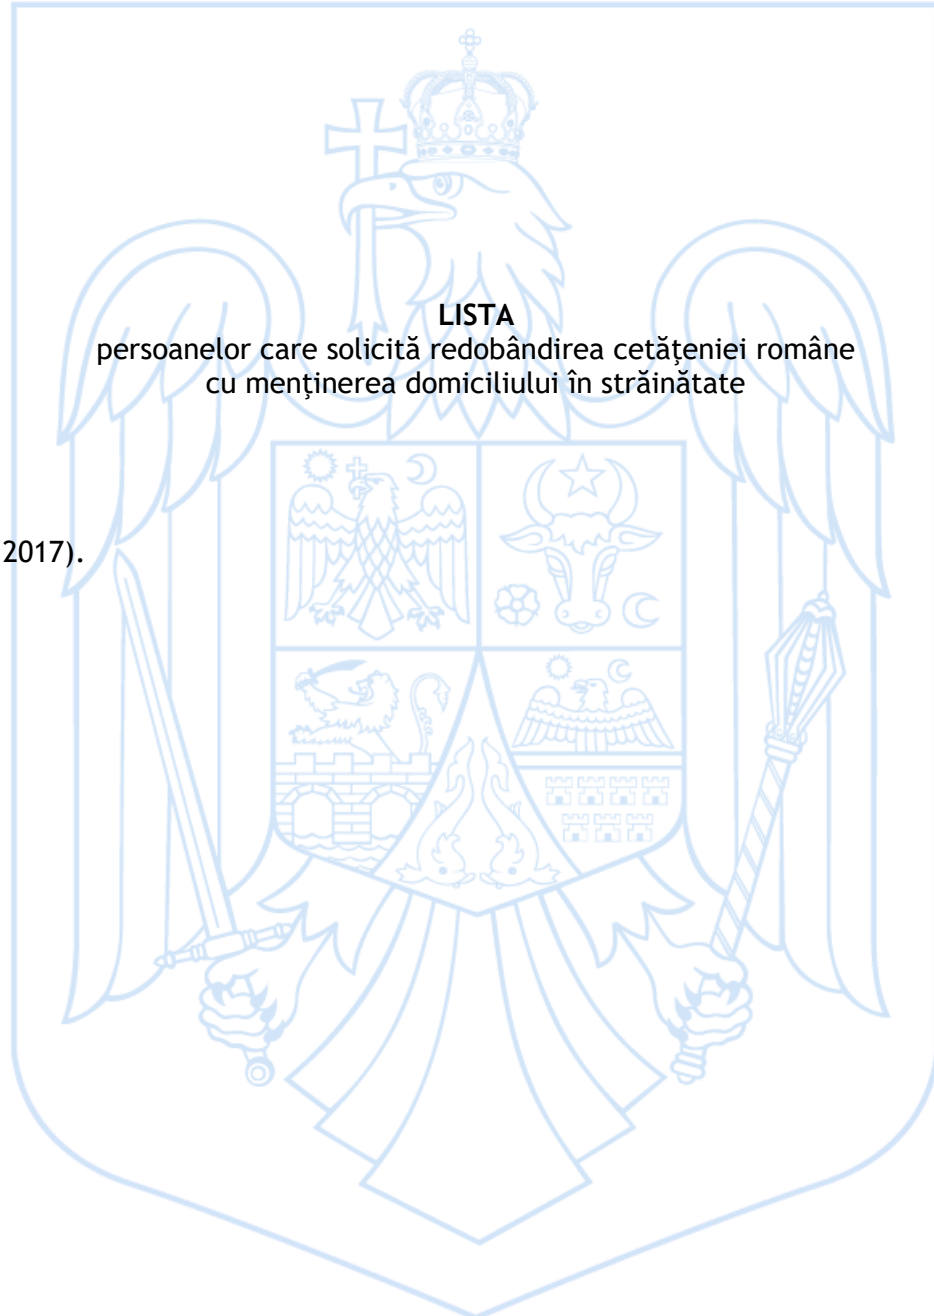 LISTA
persoanelor care solicită redobândirea cetăţeniei române
cu menţinerea domiciliului în străinătate
2017).